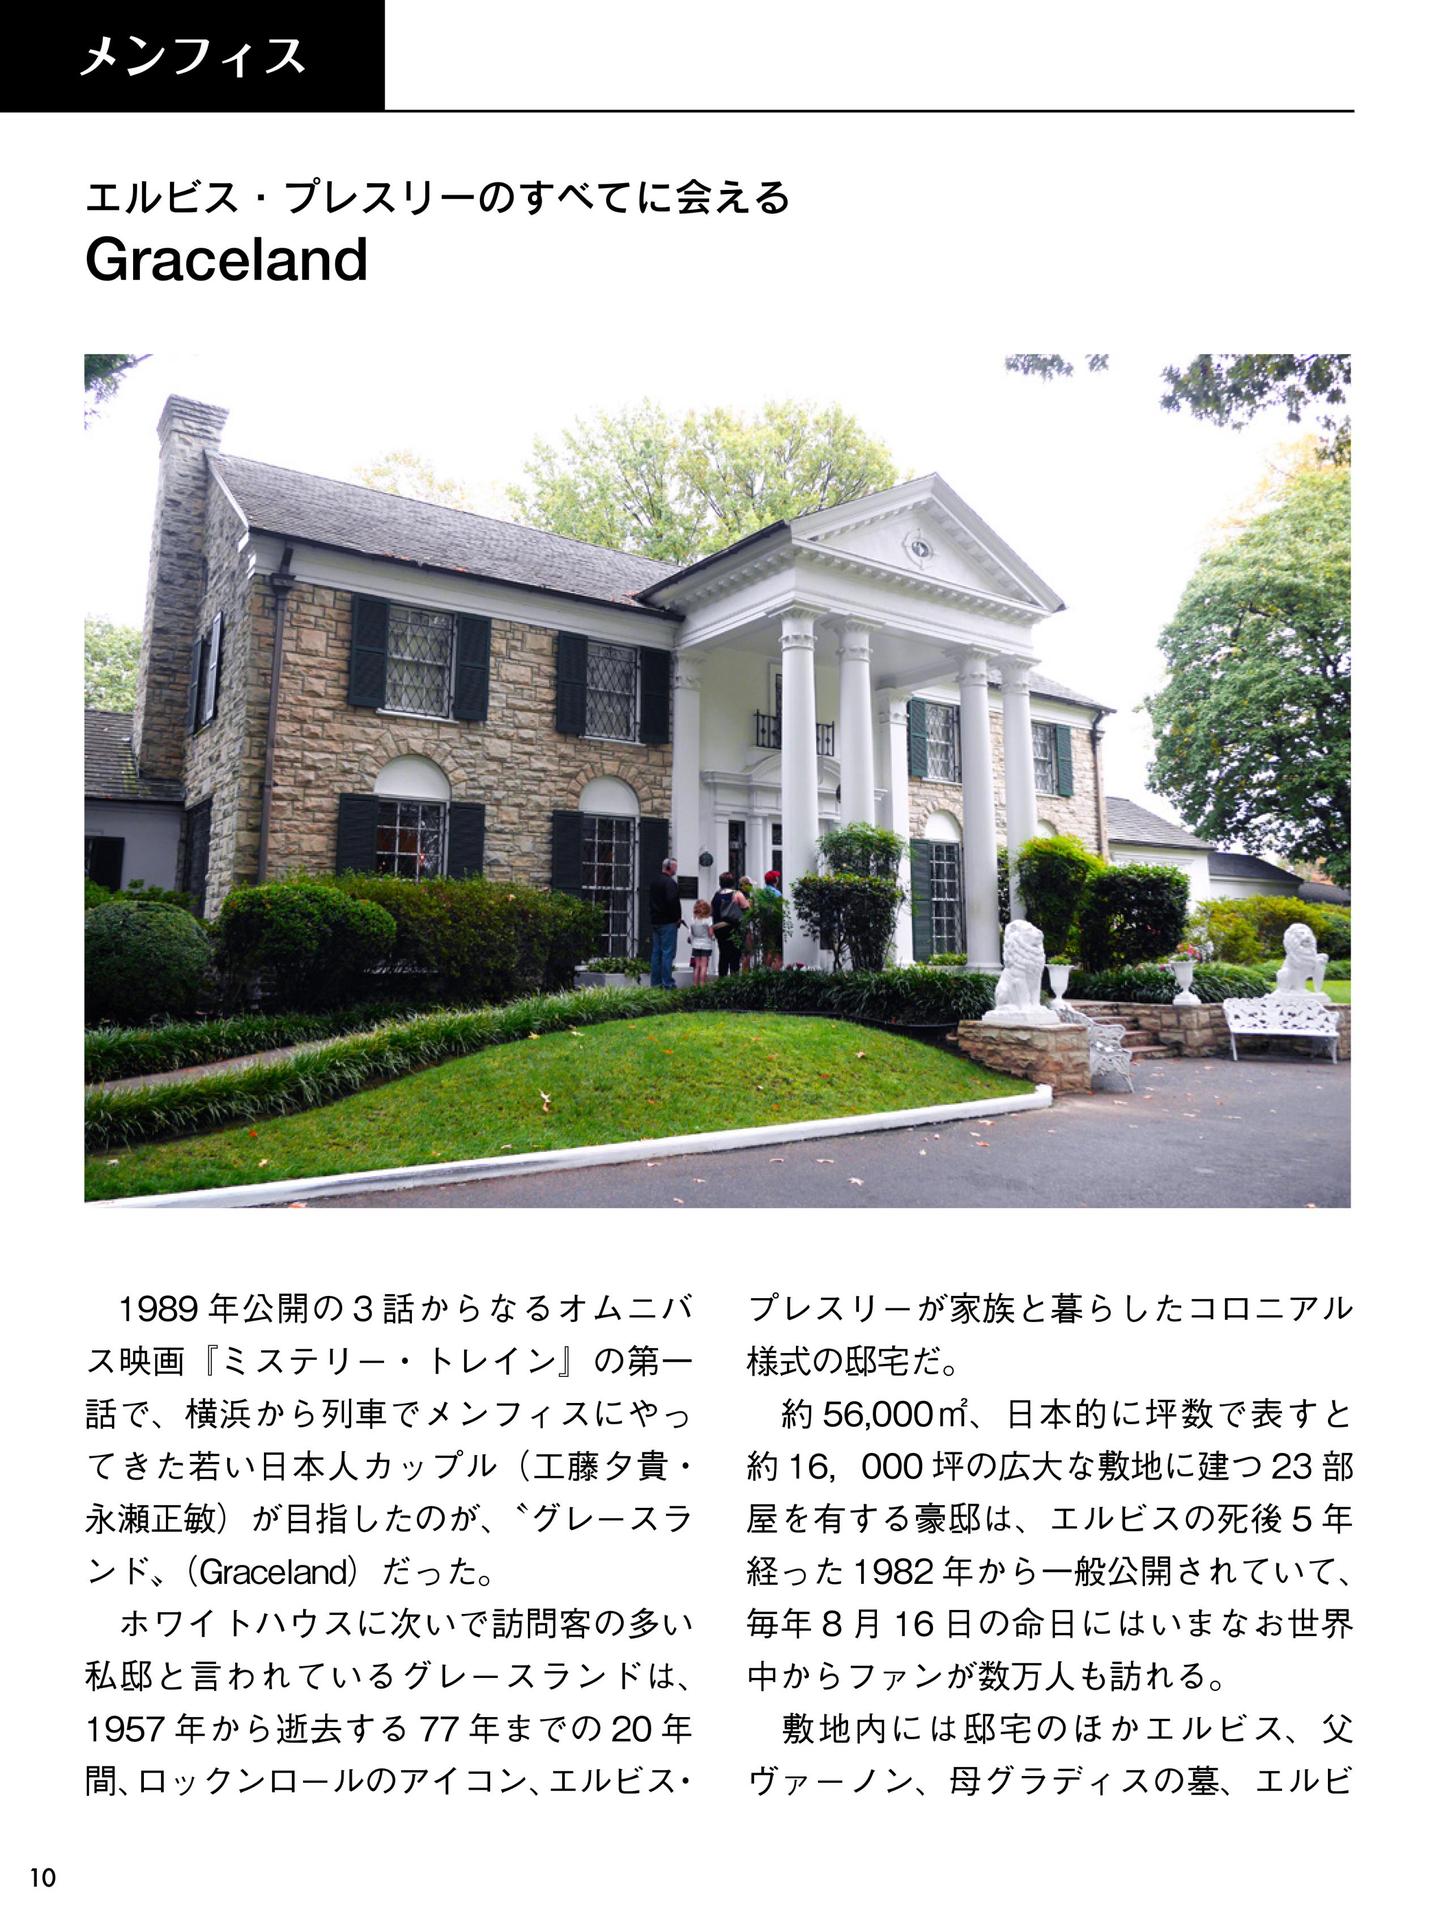 メンフィス
エルビス・プレスリーのすべてに会える
Graceland
1989年公開の3話からなるオムニバ
ス映画『ミステリー・トレイン』の第一
話で、横浜から列車でメンフィスにやっ
てきた若い日本人カップル（工藤夕貴・
永瀬正敏）が目指したのが、〝グレースラ
ンド〟（Graceland）だった。
ホワイトハウスに次いで訪問客の多い
私邸と言われているグレースランドは、
1957年から逝去する77年までの20年
間、ロックンロールのアイコン、エルビス・
プレスリーが家族と暮らしたコロニアル
様式の邸宅だ。
約56,000㎡、日本的に坪数で表すと
約16，000坪の広大な敷地に建つ23部
屋を有する豪邸は、エルビスの死後5年
経った1982年から一般公開されていて、
毎年8月16日の命日にはいまなお世界
中からファンが数万人も訪れる。
敷地内には邸宅のほかエルビス、父
ヴァーノン、母グラディスの墓、エルビ
10